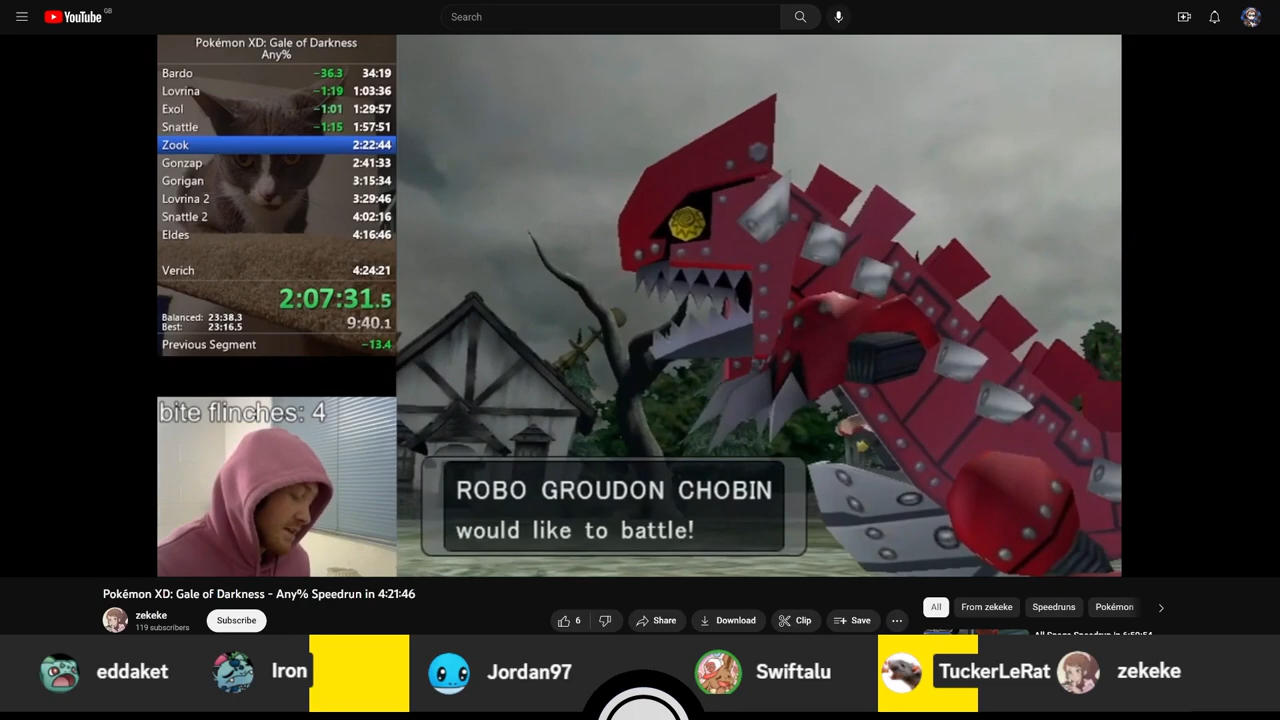 YouTube GB
Search
Pokémon XD: Gale of Darkness
Any%
Bardo -36.3 34:19
Lovrina -1:19 1:03:36
Exol -1:01 1:29:57
Snattle -1:15 1:57:51
Zook 2:22:44
Gonzap 2:41:33
Gorigan 3:15:34
Lovrina 2 3:29:46
Snattle 2 4:02:16
Eldes 4:16:46
Verich 4:24:21
2:07:31.5
Balanced: 23:38.3
Best: 23:16.5
9:40.1
Previous Segment -13.4
bite flinches: 4
ROBO GROUDON CHOBIN
would like to battle!
Pokémon XD: Gale of Darkness - Any% Speedrun in 4:21:46
zekeke
119 subscribers
Subscribe
6
Share
Download
Clip
Save
All
From zekeke
Speedruns
Pokémon
eddaket
Iron
Jordan97
Swiftalu
TuckerLeRat
zekeke